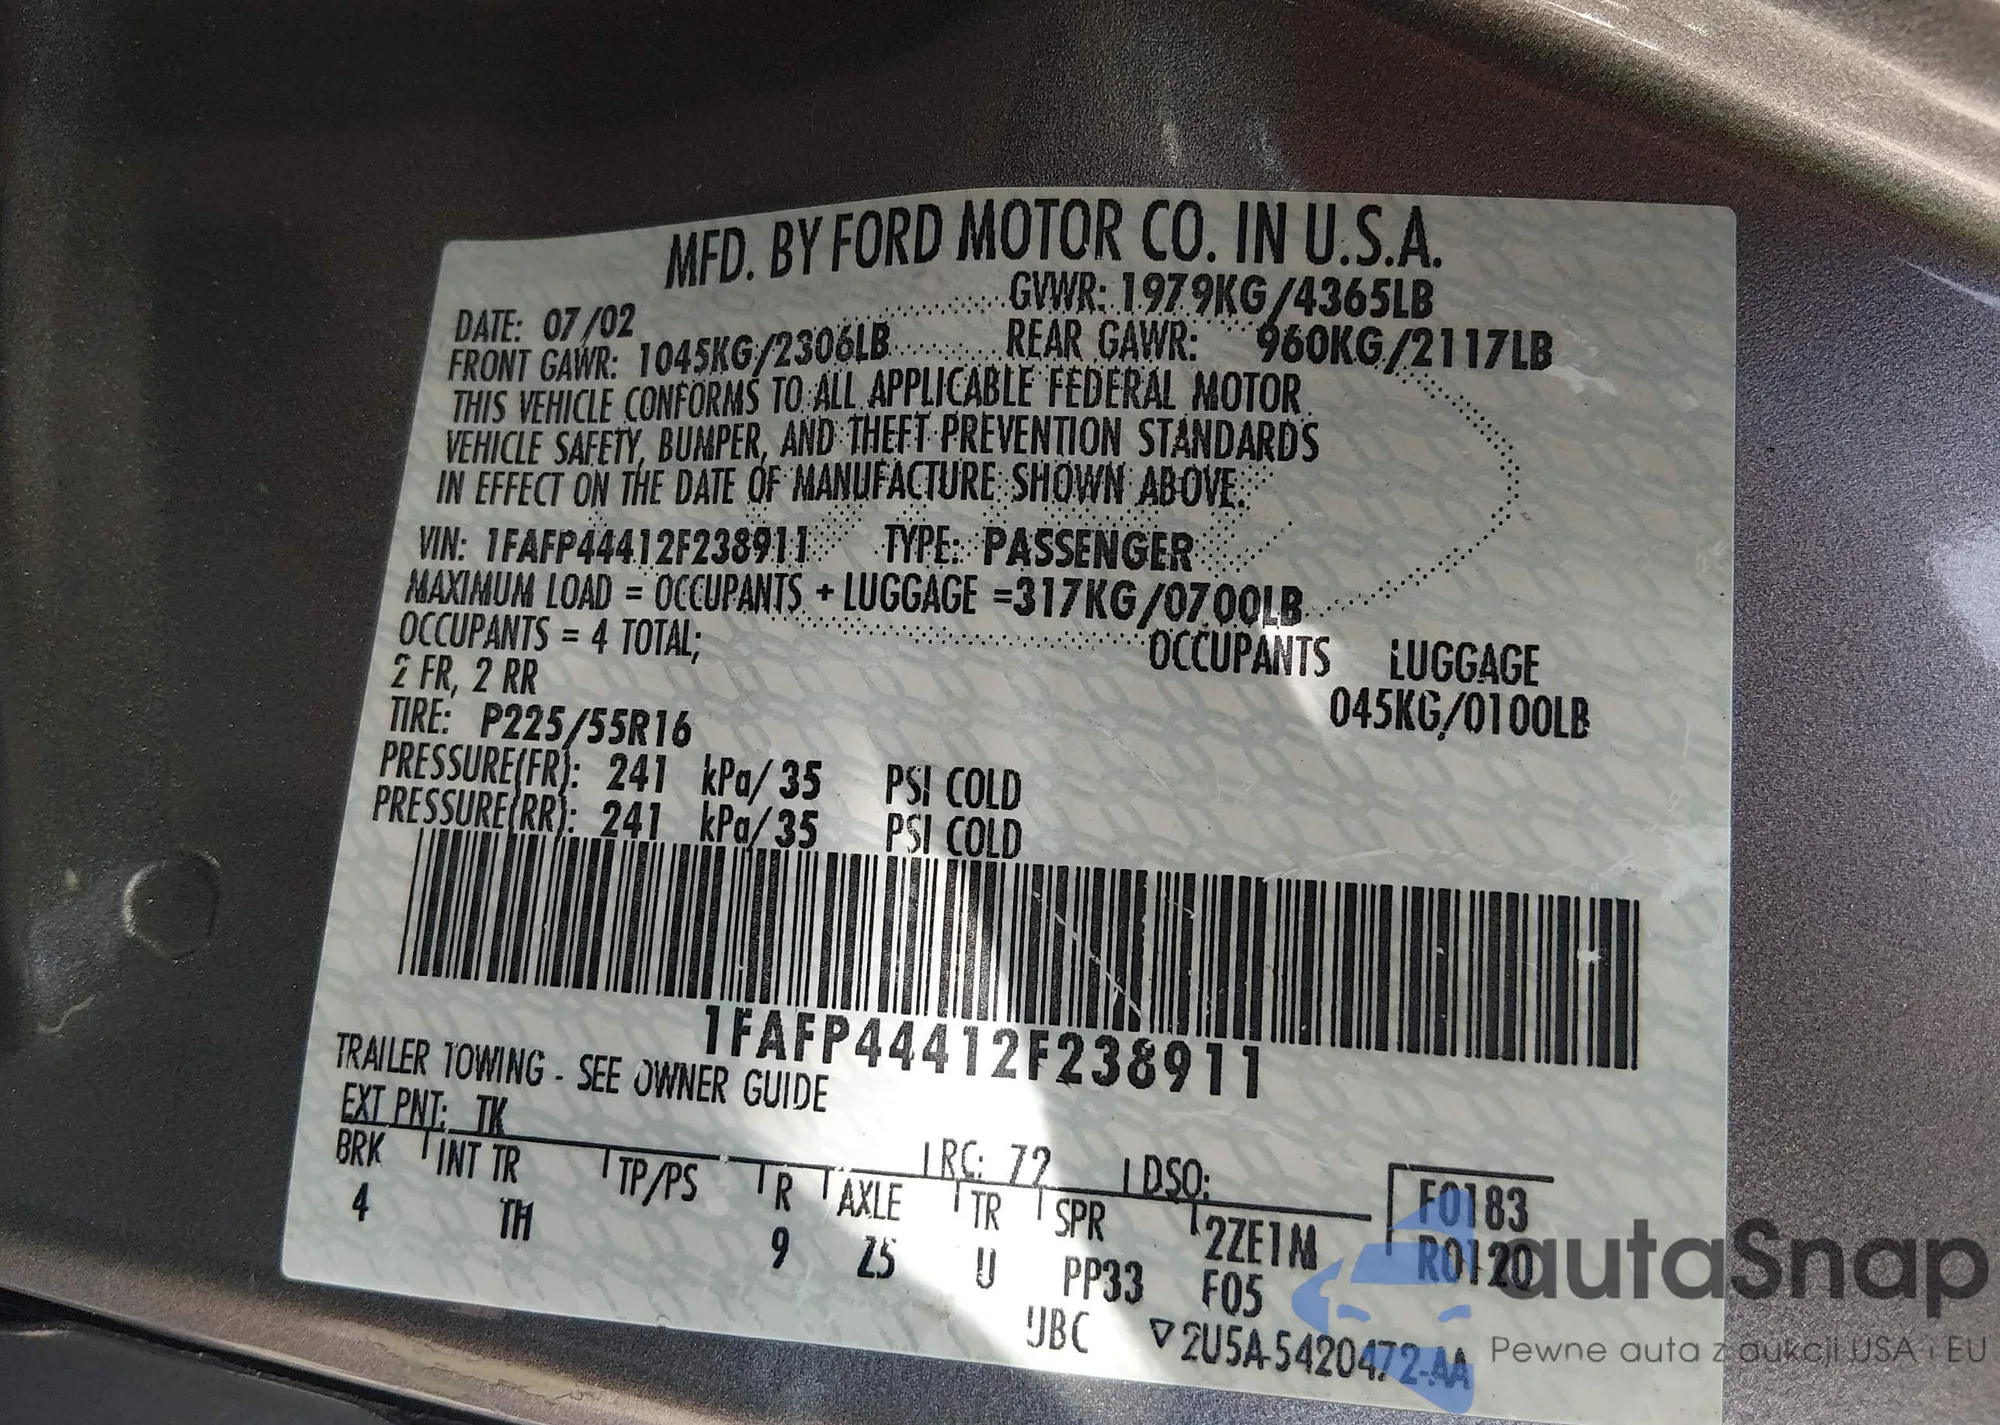 MFD. BY FORD MOTOR CO. IN U.S.A.
DATE: 07/02 GVWR: 1979KG/4365LB
FRONT GAWR: 1045KG/2306LB REAR GAWR: 960KG/2117LB
THIS VEHICLE CONFORMS TO ALL APPLICABLE FEDERAL MOTOR
VEHICLE SAFETY, BUMPER, AND THEFT PREVENTION STANDARDS
IN EFFECT ON THE DATE OF MANUFACTURE SHOWN ABOVE.
VIN: 1FAFP44412F238911 TYPE: PASSENGER
MAXIMUM LOAD = OCCUPANTS + LUGGAGE =317KG/0700LB
OCCUPANTS = 4 TOTAL; OCCUPANTS LUGGAGE
2 FR, 2 RR 045KG/0100LB
TIRE: P225/55R16
PRESSURE(FR): 241 kPa/35 PSI COLD
PRESSURE(RR): 241 kPa/35 PSI COLD
1FAFP44412F238911
TRAILER TOWING - SEE OWNER GUIDE
EXT PNT: TK RC: 72 DSO: F0183
BRK INT TR TP/PS R AXLE TR SPR 2ZE1M R0120
4 TH 9 Z5 U PP33 F05
UBC 2U5A-5420472-AA
autaSnap
Pewne auta z aukcji USA i EU